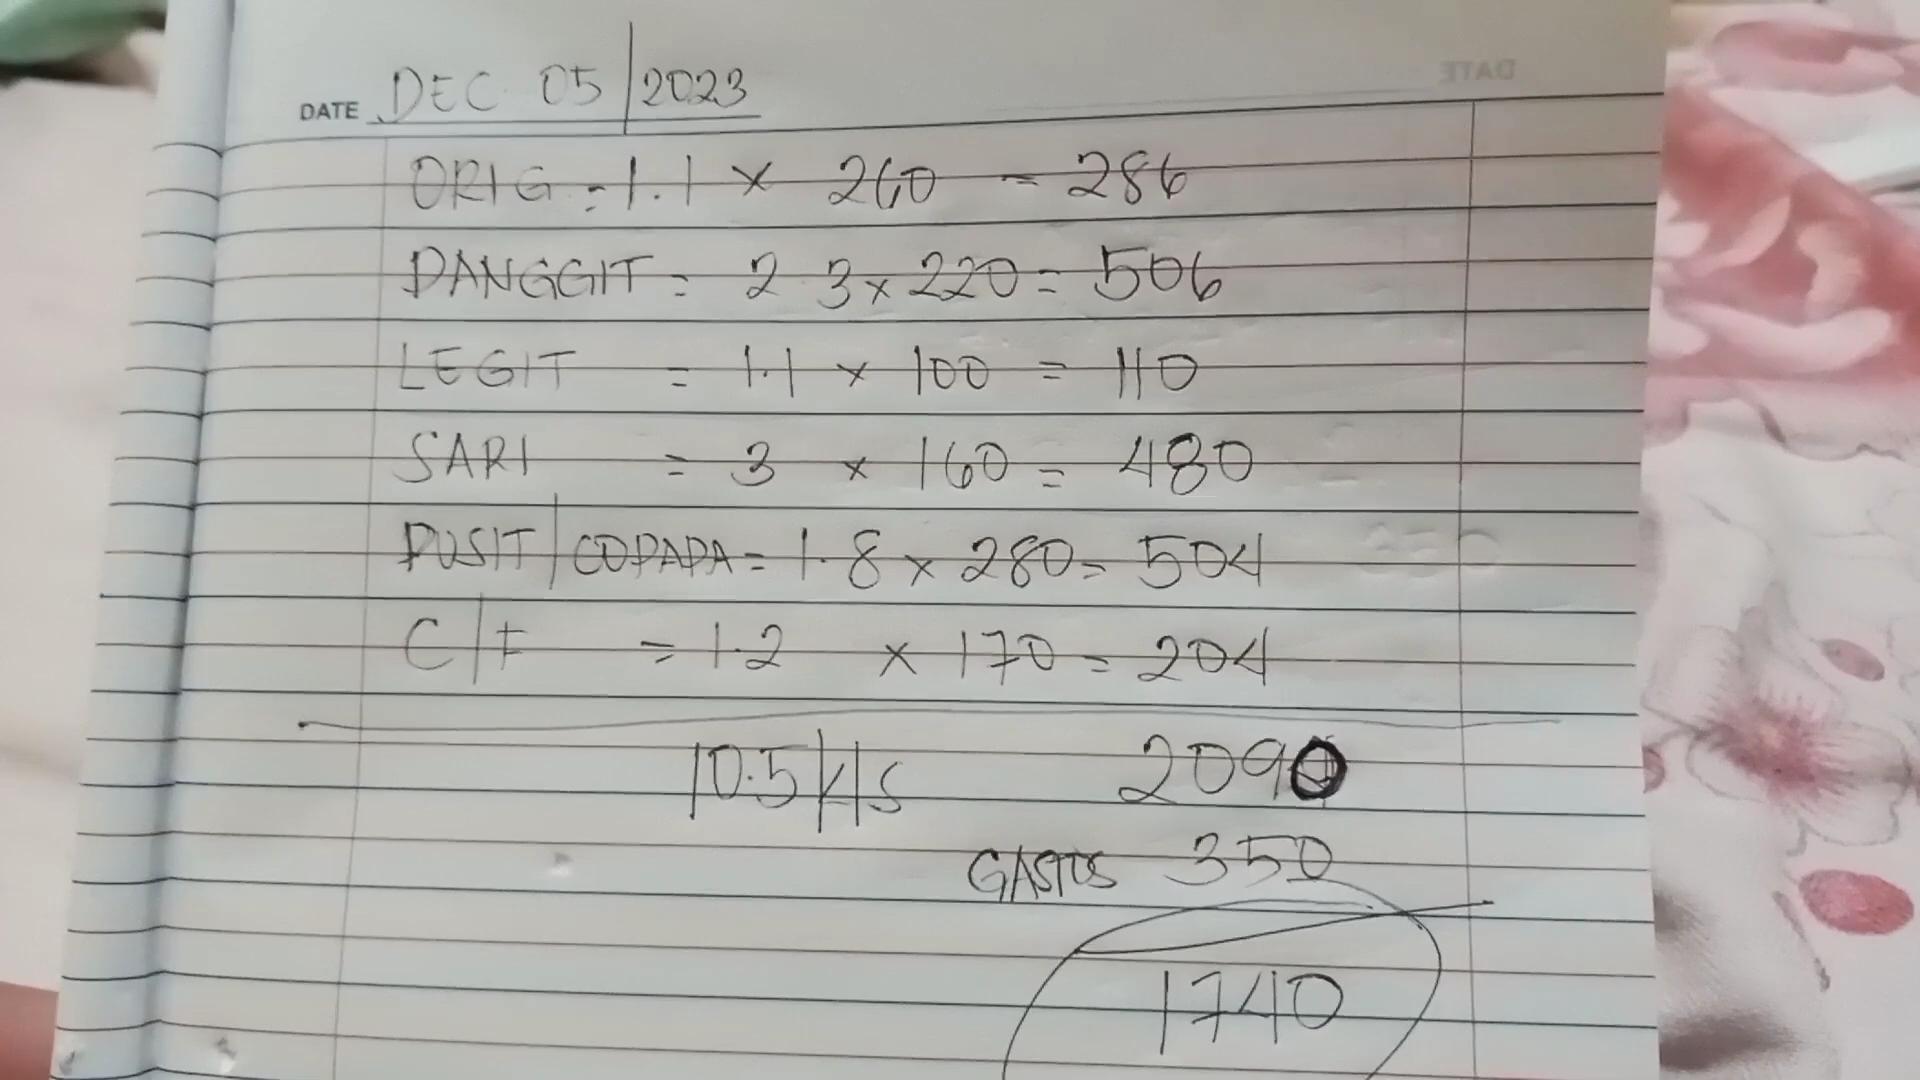 DATE DEC 05/2023
ORIG = 1.1 x 260 = 286
DANGGIT = 2.3 x 220 = 506
LEGIT = 1.1 x 100 = 110
SARI = 3 x 160 = 480
PUSIT/COPAPA = 1.8 x 280 = 504
C/F = 1.2 x 170 = 204
10.5 kls 2090
GASTOS 350
1740